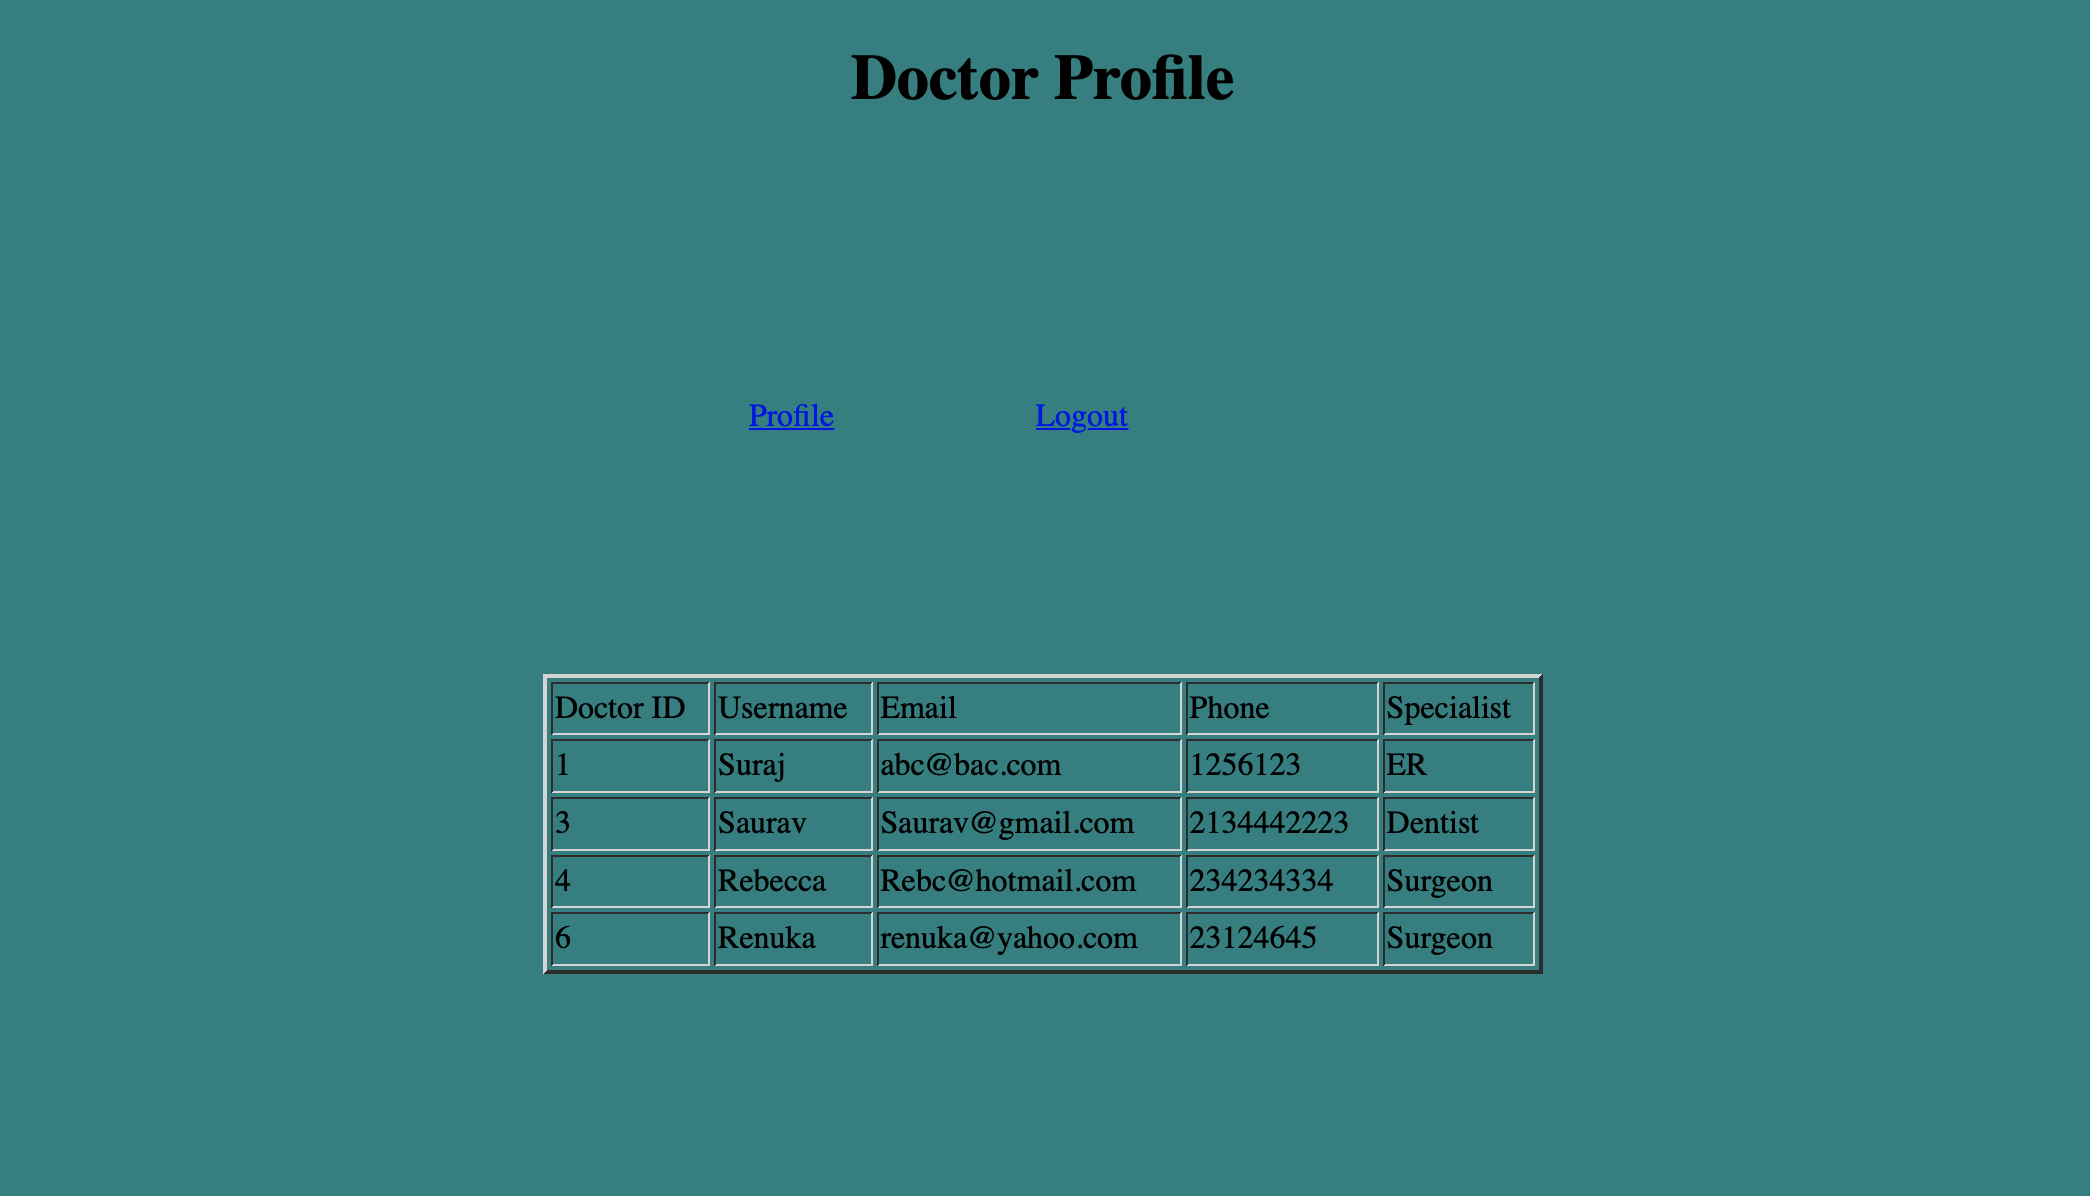 Doctor Profile
Profile Logout
Doctor ID Username Email Phone Specialist
1 Suraj abc@bac.com 1256123 ER
3 Saurav Saurav@gmail.com 2134442223 Dentist
4 Rebecca Rebc@hotmail.com 234234334 Surgeon
6 Renuka renuka@yahoo.com 23124645 Surgeon